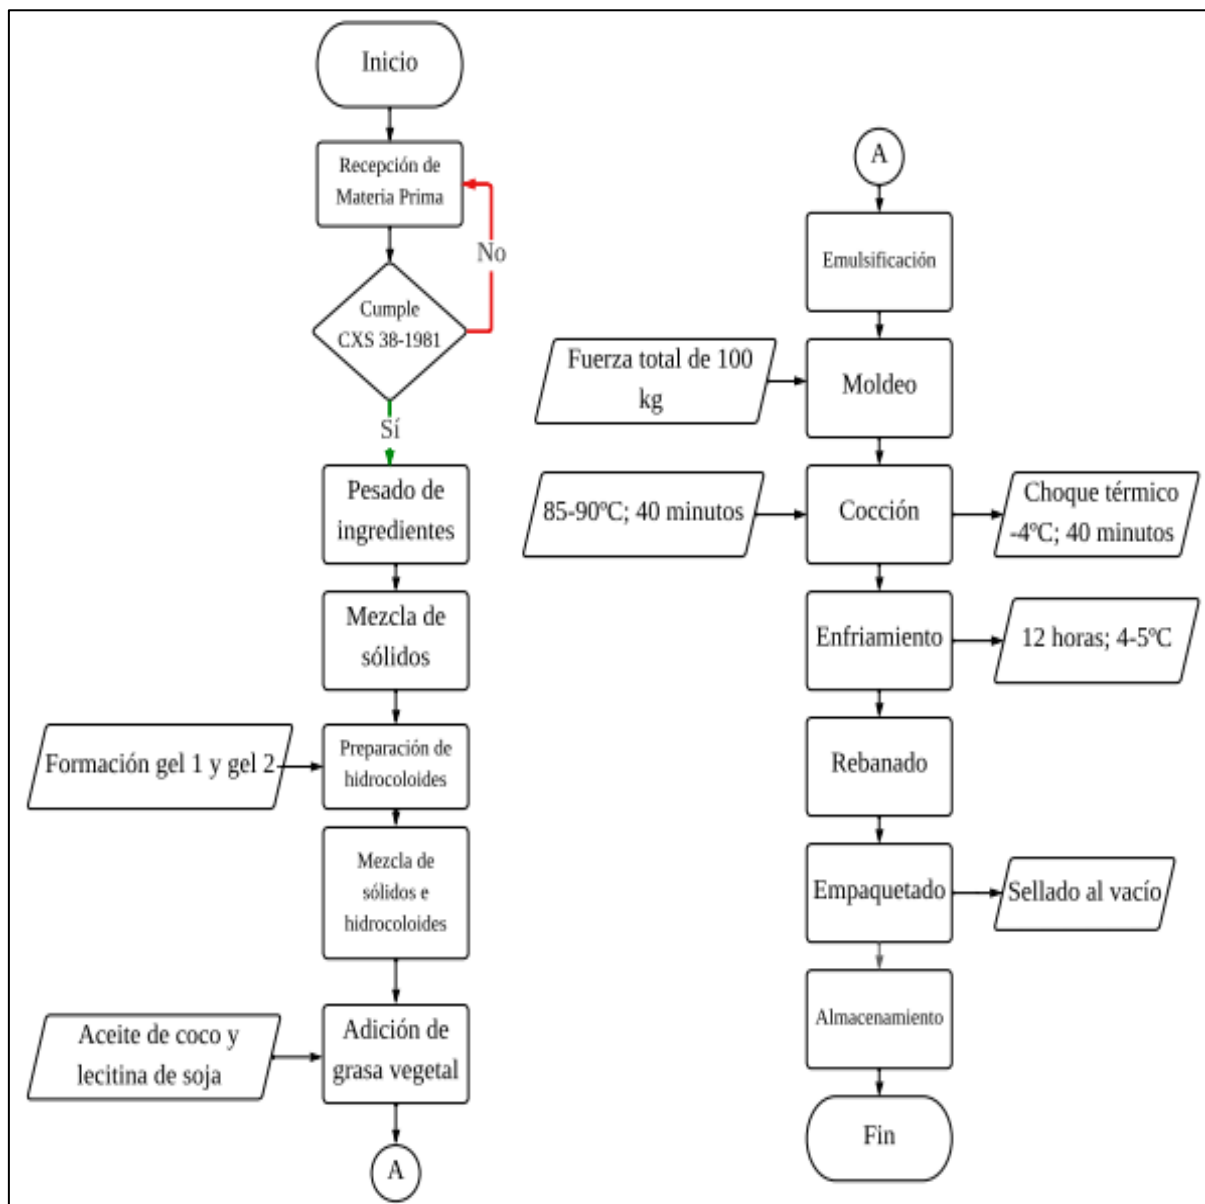 Inicio
Recepción de
Materia Prima
No
Cumple
CXS 38-1981
Sí
Pesado de
ingredientes
Mezcla de
sólidos
Formación gel 1 y gel 2
Preparación de
hidrocoloides
Mezcla de
sólidos e
hidrocoloides
Aceite de coco y
lecitina de soja
Adición de
grasa vegetal
A
A
Emulsificación
Fuerza total de 100
kg
Moldeo
85-90ºC; 40 minutos
Cocción
Choque térmico
-4ºC; 40 minutos
Enfriamiento
12 horas; 4-5ºC
Rebanado
Empaquetado
Sellado al vacío
Almacenamiento
Fin